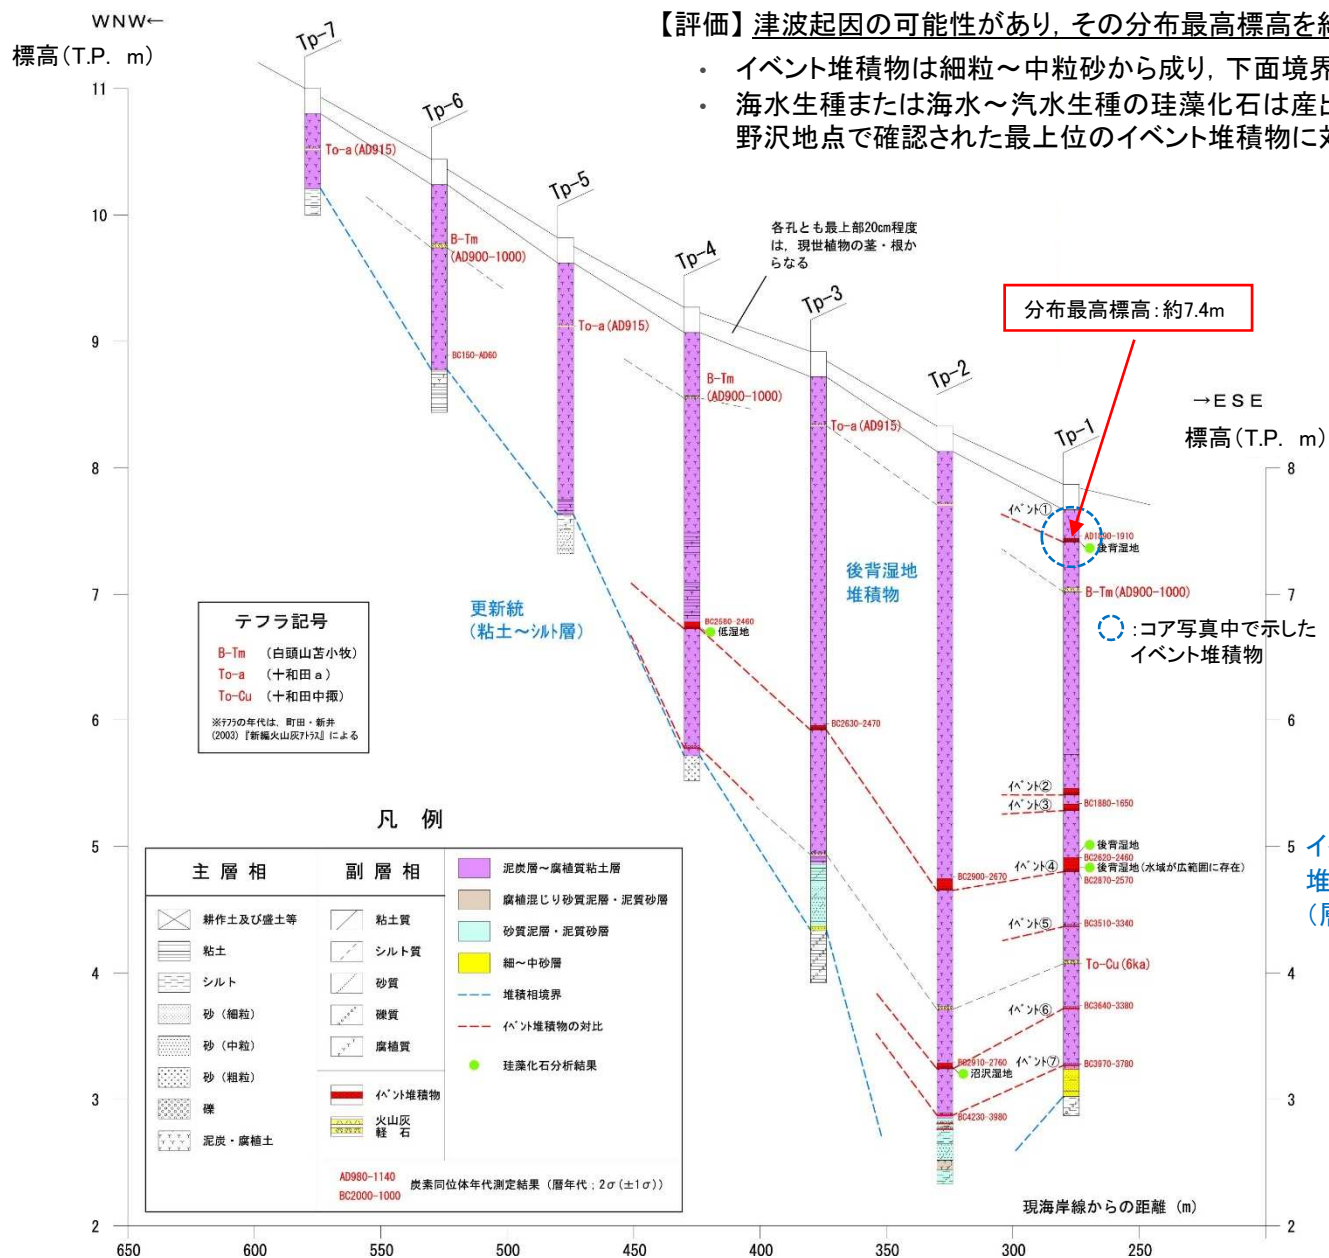 WNW←
標高(T.P. m)
【評価】津波起因の可能性があり，その分布最高標高を
・ イベント堆積物は細粒～中粒砂から成り，下面境界
・ 海水生種または海水～汽水生種の珪藻化石は産
野沢地点で確認された最上位のイベント堆積物に
Tp-7
Tp-6
Tp-5
Tp-4
Tp-3
Tp-2
Tp-1
各孔とも最上部20cm程度
は，現世植物の茎・根か
らなる
分布最高標高：約7.4m
→ESE
標高(T.P. m)
11
10
9
8
7
6
5
4
3
2
8
7
6
5
4
3
2
To-a(AD915)
B-Tm
(AD900-1000)
BC150-AD60
To-a(AD915)
B-Tm
(AD900-1000)
BC2580-2460
低湿地
To-a(AD915)
BC2630-2470
BC2900-2670
BC2910-2760
沼沢湿地
BC4230-3980
イベント①
後背湿地
B-Tm(AD900-1000)
：コア写真中で示した
イベント堆積物
イベント②
イベント③
BC1880-1650
後背湿地
イベント④
BC2620-2460
後背湿地(水域が広範囲に存在)
BC2870-2570
イベント⑤
BC3510-3340
To-Cu(6ka)
イベント⑥
BC3640-3380
イベント⑦
BC3970-3780
後背湿地
堆積物
更新統
(粘土～シルト層)
テフラ記号
B-Tm (白頭山苫小牧)
To-a (十和田a)
To-Cu (十和田中掫)
※テフラの年代は，町田・新井
(2003)『新編火山灰アトラス』による
凡 例
主 層 相
耕作土及び盛土等
粘土
シルト
砂（細粒）
砂（中粒）
砂（粗粒）
礫
泥炭・腐植土
副 層 相
粘土質
シルト質
砂質
礫質
腐植質
イベント堆積物
火山灰
軽 石
泥炭層～腐植質粘土層
腐植混じり砂質泥層・泥質砂層
砂質泥層・泥質砂層
細～中砂層
堆積相境界
イベント堆積物の対比
珪藻化石分析結果
AD980-1140
BC2000-1000
炭素同位体年代測定結果（暦年代；2σ(±1σ)）
現海岸線からの距離 (m)
650
600
550
500
450
400
350
300
250